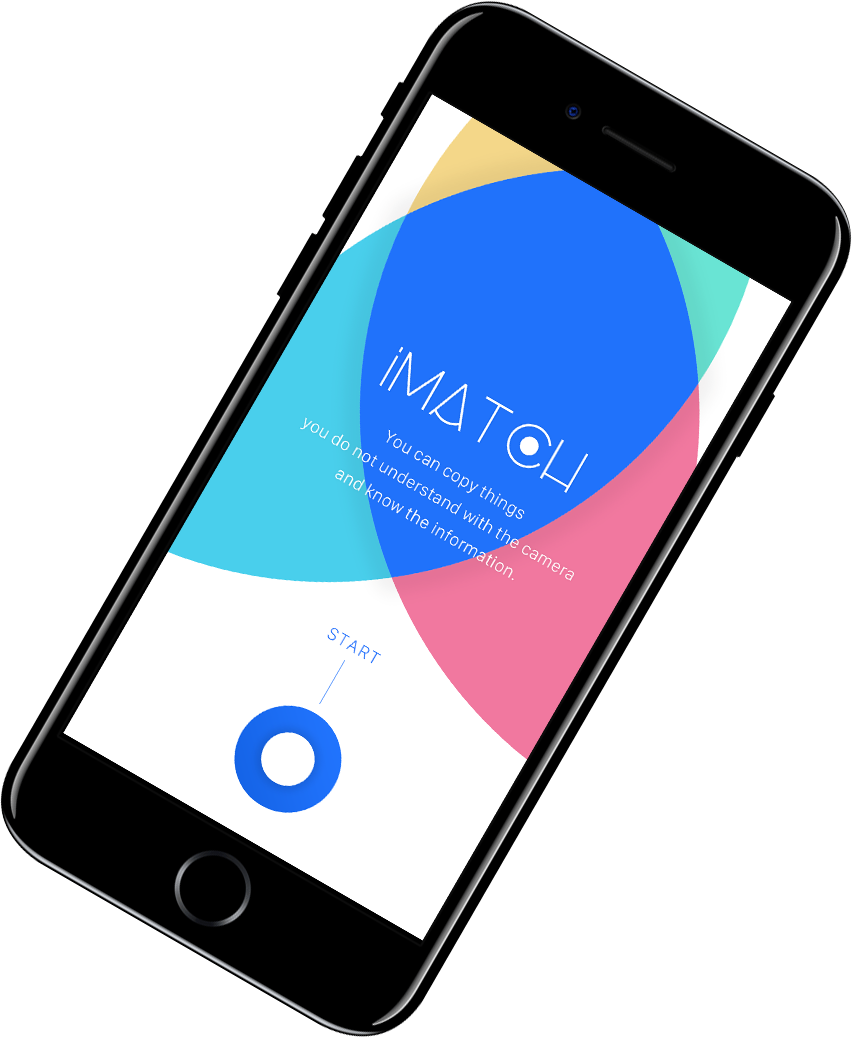 iMATCH
You can copy things
you do not understand with the camera
and know the information.
START